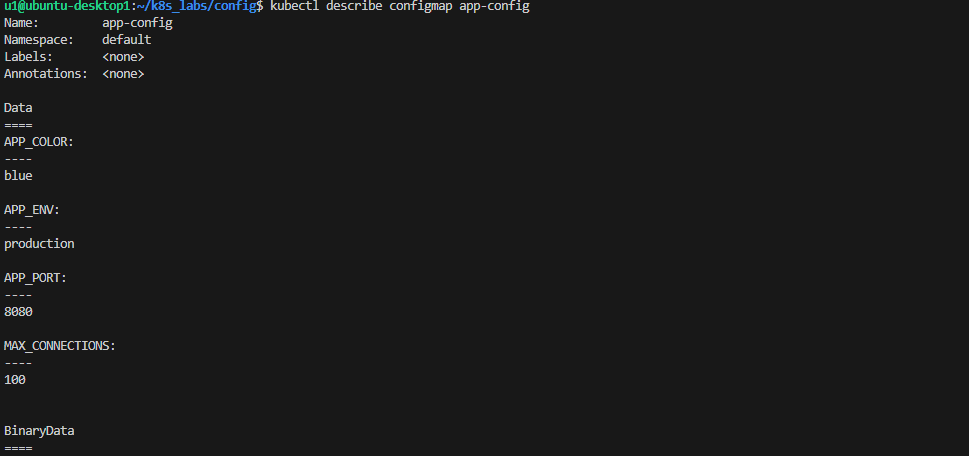 u1@ubuntu-desktop1:~/k8s_labs/config$ kubectl describe configmap app-config
Name:         app-config
Namespace:    default
Labels:       <none>
Annotations:  <none>

Data
====
APP_COLOR:
----
blue

APP_ENV:
----
production

APP_PORT:
----
8080

MAX_CONNECTIONS:
----
100


BinaryData
====